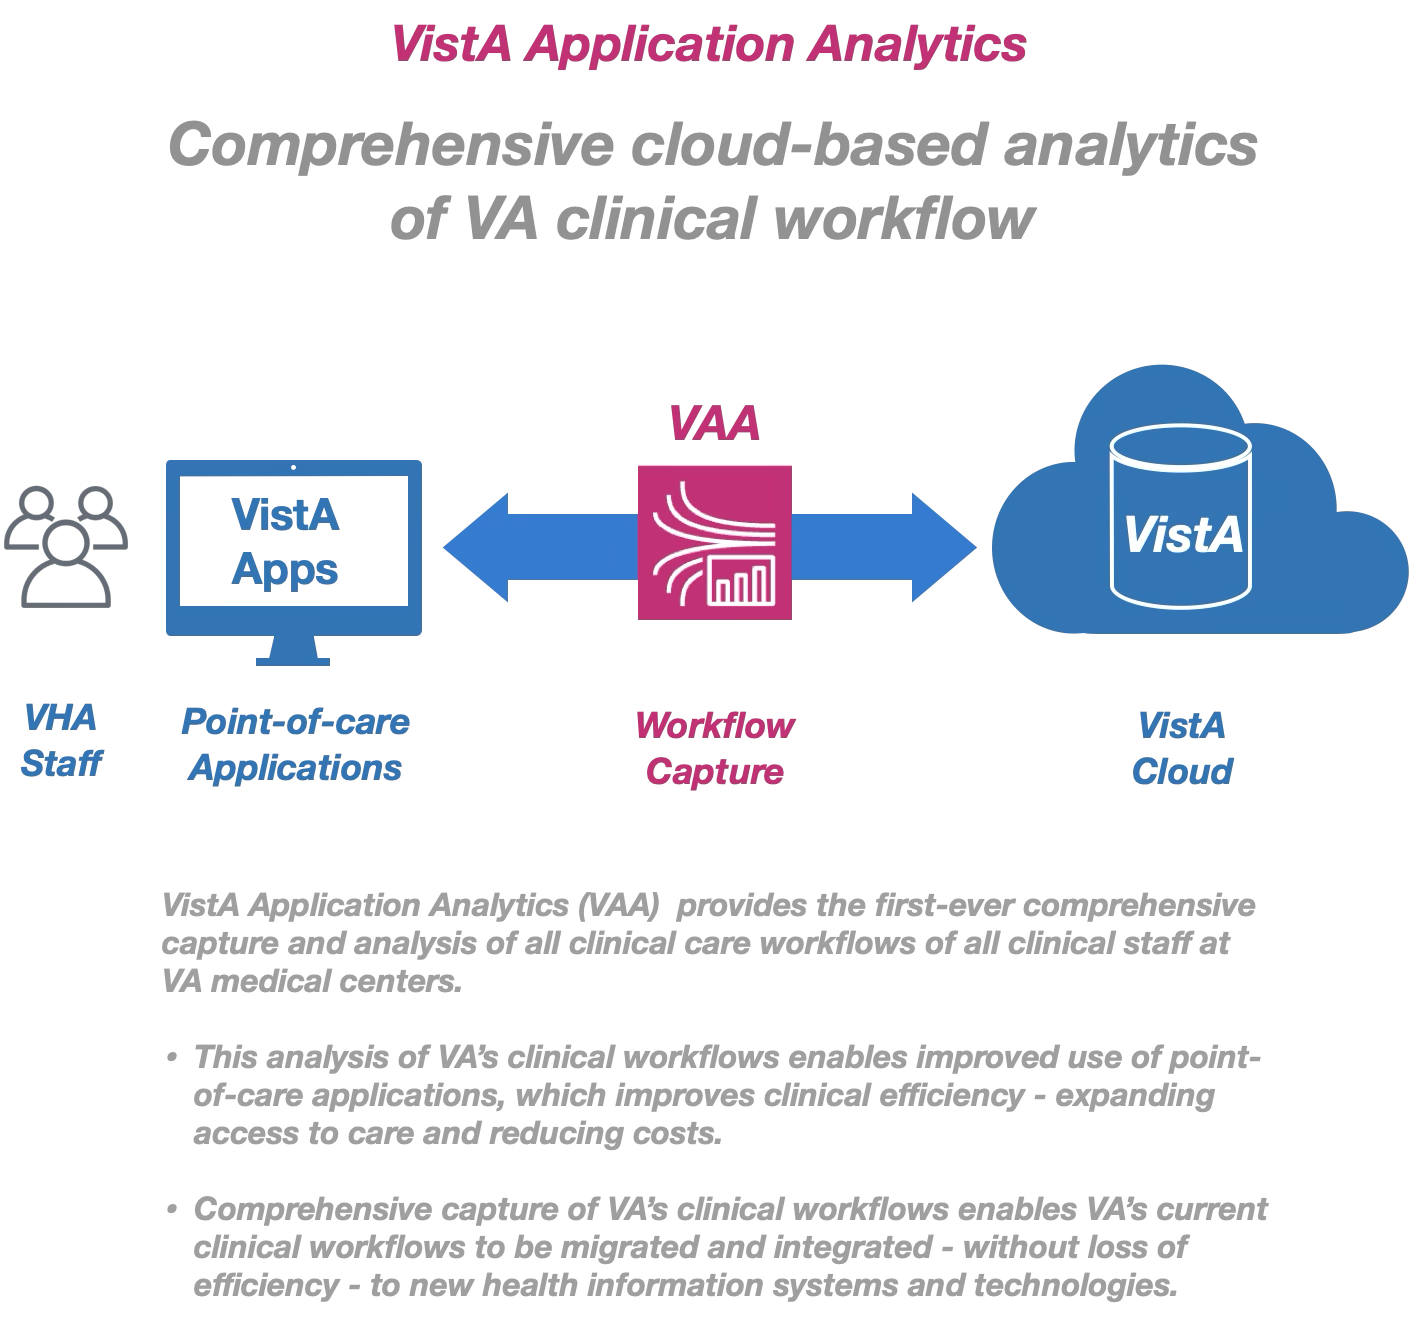 VistA Application Analytics
Comprehensive cloud-based analytics
of VA clinical workflow
VAA
VistA
Apps
VistA
VHA
Staff
Point-of-care
Applications
Workflow
Capture
VistA
Cloud
VistA Application Analytics (VAA)  provides the first-ever comprehensive
capture and analysis of all clinical care workflows of all clinical staff at
VA medical centers.
• This analysis of VA’s clinical workflows enables improved use of point-
of-care applications, which improves clinical efficiency - expanding
access to care and reducing costs.
• Comprehensive capture of VA’s clinical workflows enables VA’s current
clinical workflows to be migrated and integrated - without loss of
efficiency - to new health information systems and technologies.